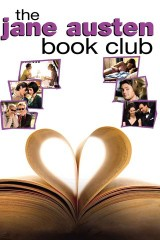 the
jane austen
book club